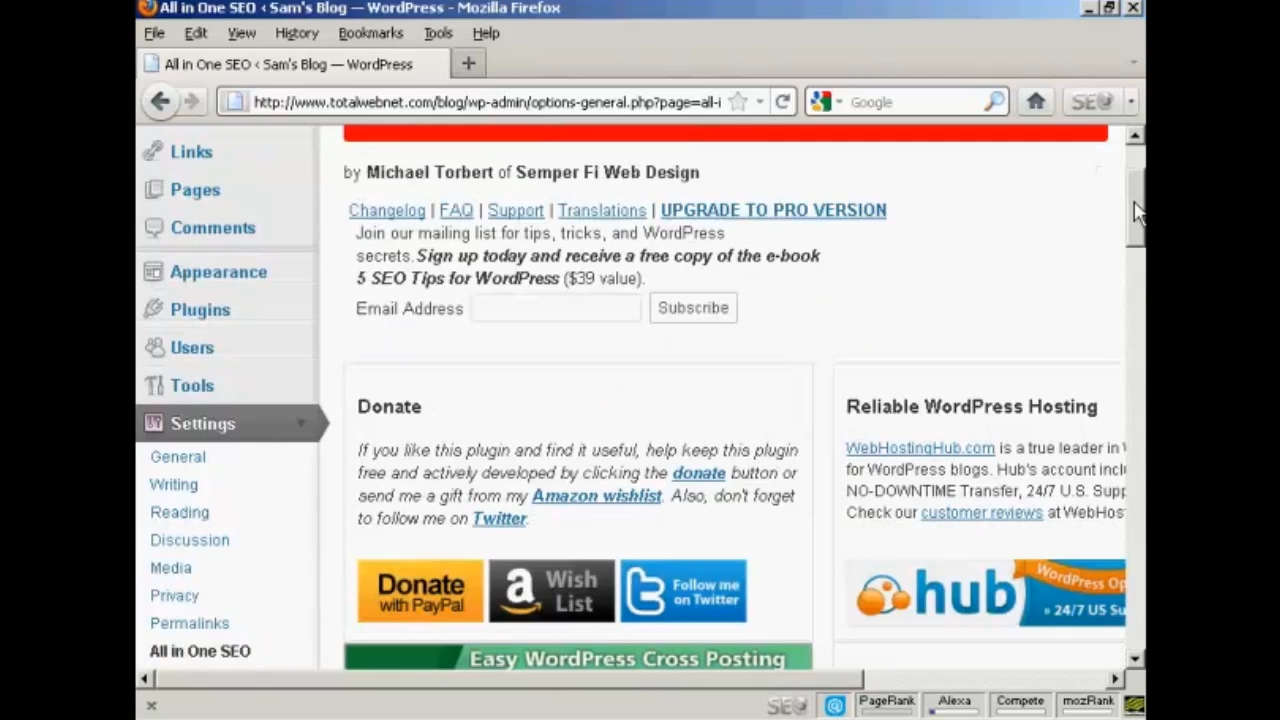 All in One SEO ‹ Sam's Blog — WordPress - Mozilla Firefox
File Edit View History Bookmarks Tools Help
All in One SEO ‹ Sam's Blog — WordPress
http://www.totalwebnet.com/blog/wp-admin/options-general.php?page=all-i
Google
SEO
Links
Pages
Comments
Appearance
Plugins
Users
Tools
Settings
General
Writing
Reading
Discussion
Media
Privacy
Permalinks
All in One SEO
by Michael Torbert of Semper Fi Web Design
Changelog | FAQ | Support | Translations | UPGRADE TO PRO VERSION
Join our mailing list for tips, tricks, and WordPress
secrets. Sign up today and receive a free copy of the e-book
5 SEO Tips for WordPress ($39 value).
Email Address Subscribe
Donate
If you like this plugin and find it useful, help keep this plugin
free and actively developed by clicking the donate button or
send me a gift from my Amazon wishlist. Also, don't forget
to follow me on Twitter.
Donate
with PayPal
a Wish
List
Follow me
on Twitter
Easy WordPress Cross Posting
Reliable WordPress Hosting
WebHostingHub.com is a true leader in
for WordPress blogs. Hub's account incl
NO-DOWNTIME Transfer, 24/7 U.S. Supp
Check our customer reviews at WebHos
hub
WordPress Op
» 24/7 US Su
SEO PageRank Alexa Compete mozRank